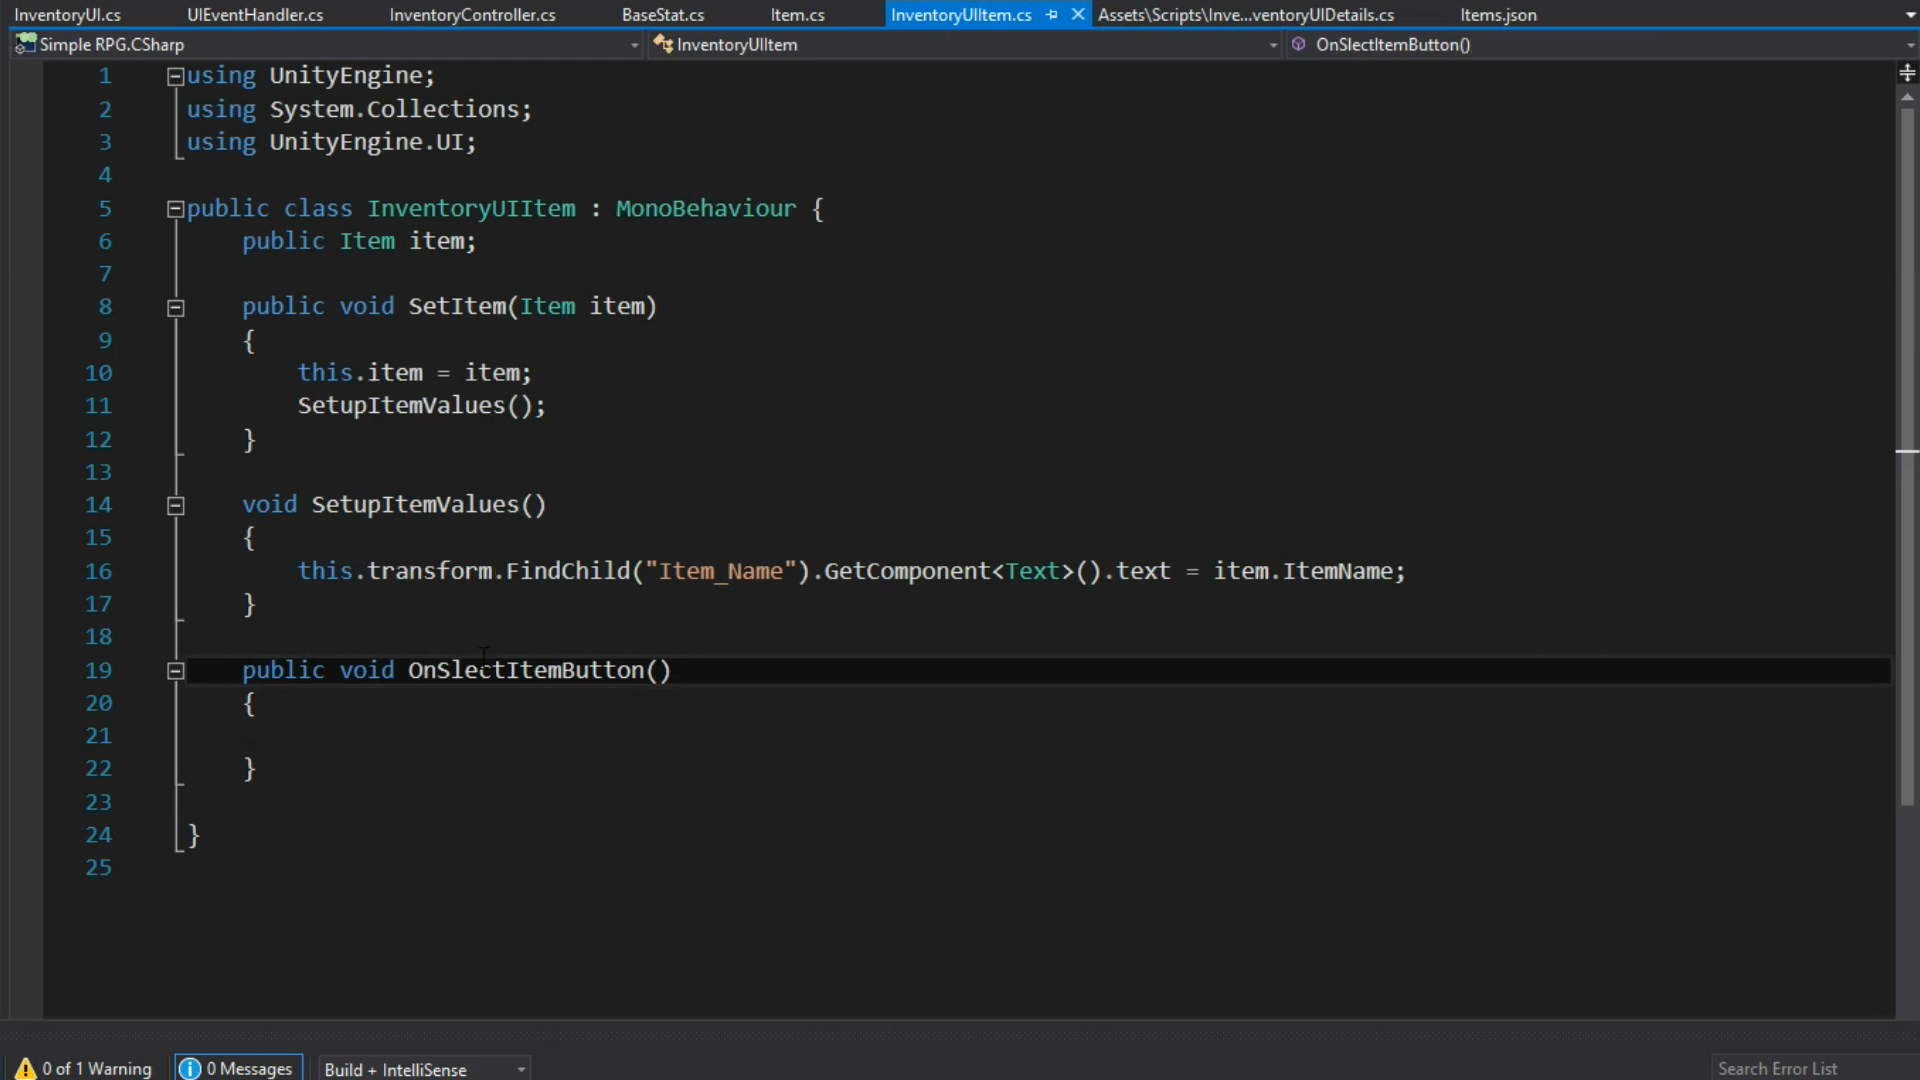 InventoryUI.cs UIEventHandler.cs InventoryController.cs BaseStat.cs Item.cs InventoryUIItem.cs Assets\Scripts\Inve...ventoryUIDetails.cs Items.json
Simple RPG.CSharp InventoryUIItem OnSlectItemButton()
1 using UnityEngine;
2 using System.Collections;
3 using UnityEngine.UI;
4
5 public class InventoryUIItem : MonoBehaviour {
6 public Item item;
7
8 public void SetItem(Item item)
9 {
10 this.item = item;
11 SetupItemValues();
12 }
13
14 void SetupItemValues()
15 {
16 this.transform.FindChild("Item_Name").GetComponent<Text>().text = item.ItemName;
17 }
18
19 public void OnSlectItemButton()
20 {
21
22 }
23
24 }
25
0 of 1 Warning 0 Messages Build + IntelliSense Search Error List